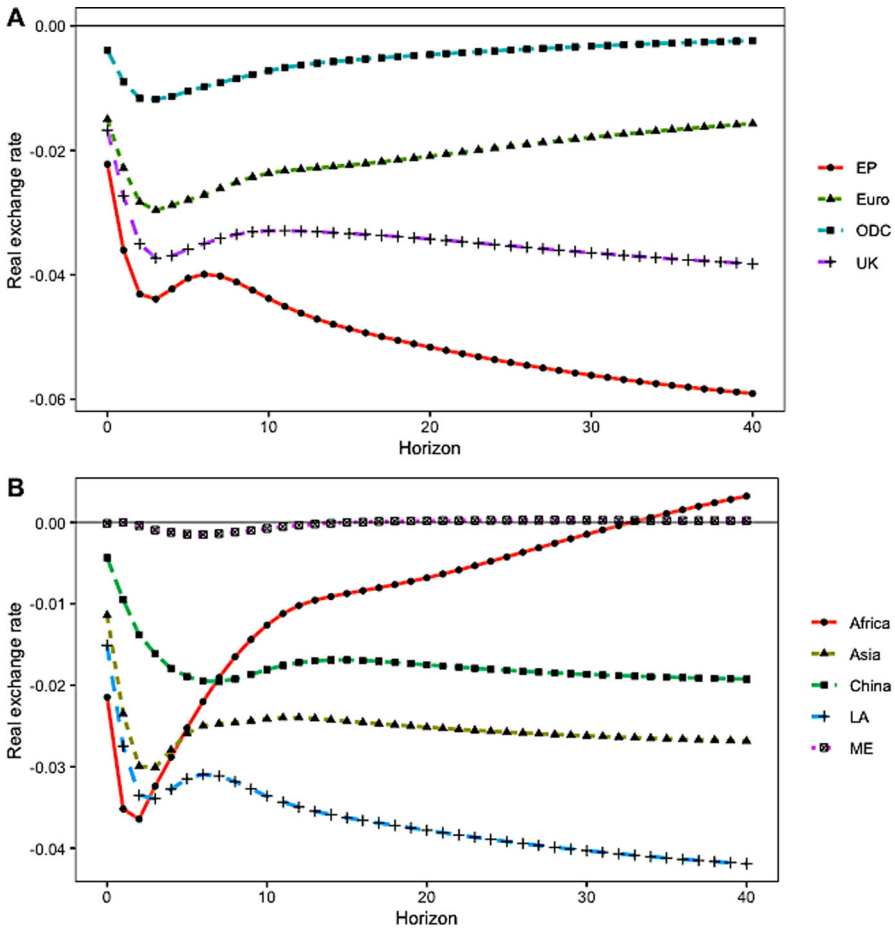 A
0.00
-0.02
-0.04
-0.06
Real exchange rate
0 10 20 30 40
Horizon
EP
Euro
ODC
UK
B
0.00
-0.01
-0.02
-0.03
-0.04
Real exchange rate
0 10 20 30 40
Horizon
Africa
Asia
China
LA
ME